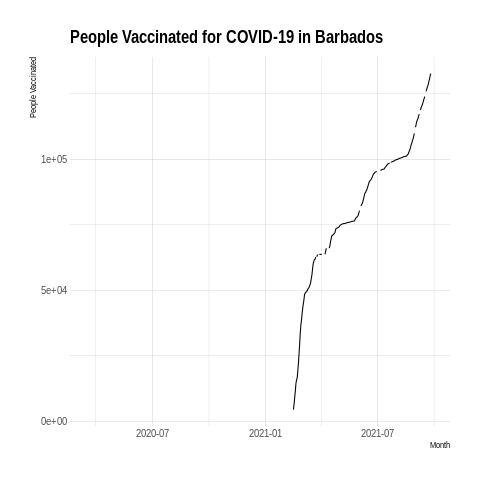 People Vaccinated for COVID-19 in Barbados
People Vaccinated
1e+05
5e+04
0e+00
2020-07
2021-01
2021-07
Month